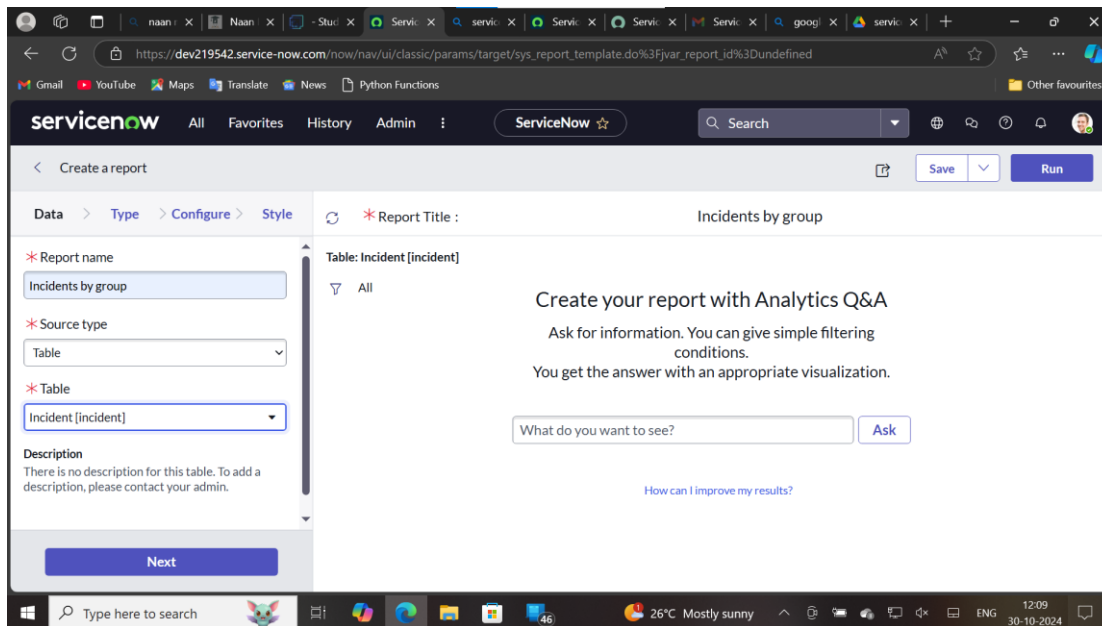 naan r
Naan
- Stud
Servic
servic
Servic
Servic
Servic
googl
servic
https://dev219542.service-now.com/now/nav/ui/classic/params/target/sys_report_template.do%3Fjvar_report_id%3Dundefined
Gmail YouTube Maps Translate News Python Functions Other favourites
servicenow All Favorites History Admin ServiceNow Search
Create a report Save Run
Data Type Configure Style
Report Title : Incidents by group
* Report name
Incidents by group
* Source type
Table
* Table
Incident [incident]
Description
There is no description for this table. To add a
description, please contact your admin.
Next
Table: Incident [incident]
All
Create your report with Analytics Q&A
Ask for information. You can give simple filtering
conditions.
You get the answer with an appropriate visualization.
What do you want to see? Ask
How can I improve my results?
Type here to search 46 26°C Mostly sunny ENG 12:09
30-10-2024